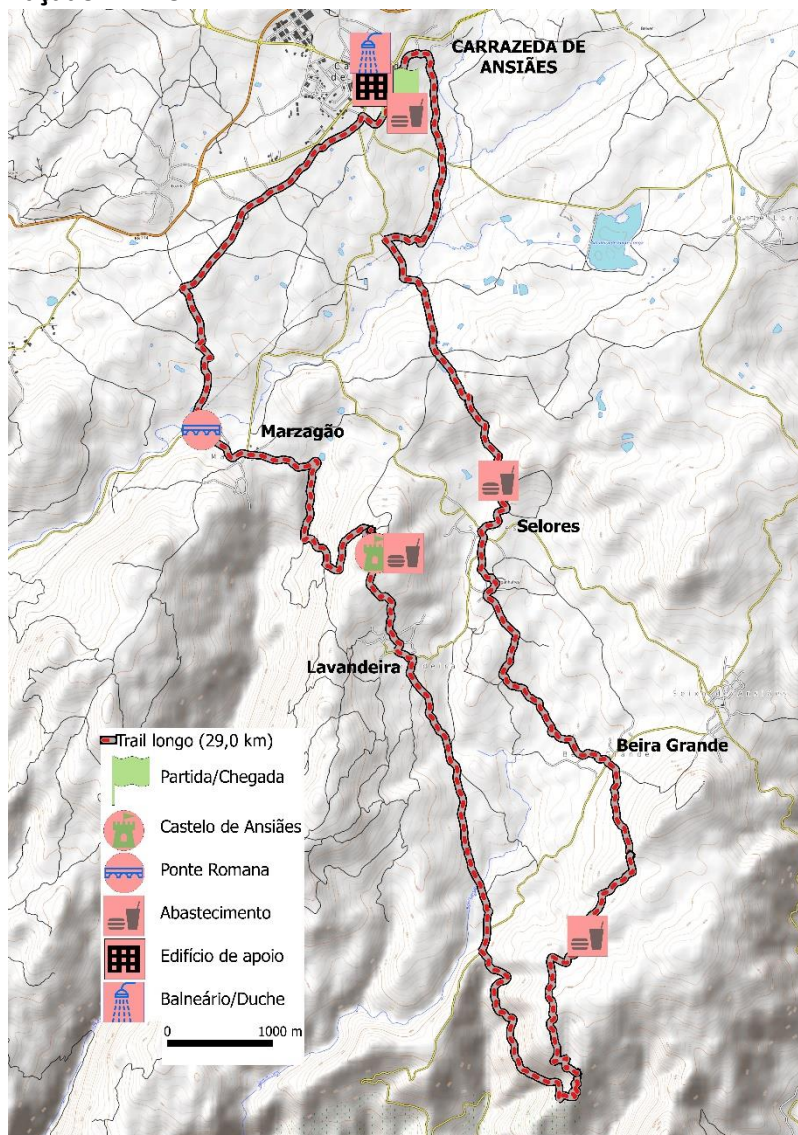 CARRAZEDA DE
ANSIÃES
Marzagão
Selores
Lavandeira
Beira Grande
Trail longo (29,0 km)
Partida/Chegada
Castelo de Ansiães
Ponte Romana
Abastecimento
Edifício de apoio
Balneário/Duche
0 1000 m